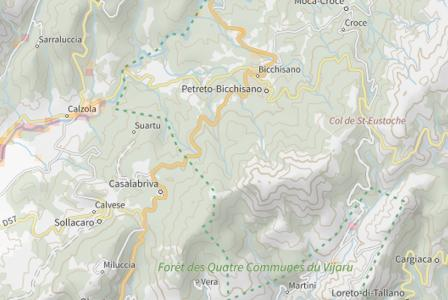 Moca-Croce
Croce
Sarraluccia
Bicchisano
Petreto-Bicchisano
Calzola
Col de St-Eustoche
Suartu
Casalabriva
Calvese
D57
Sollacaro
Miluccia
Forêt des Quatre Communes du Vijaru
Cargiaca
Vera
Martini
Loreto-di-Tallano